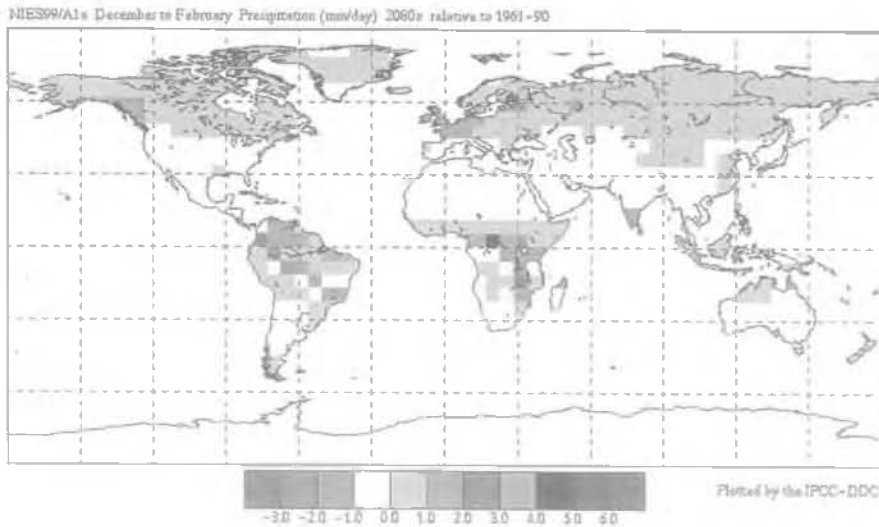 NIES99/A1s December to February Precipitation (mm/day) 2080s relative to 1961-90
-3.0 -2.0 -1.0 0.0 1.0 2.0 3.0 4.0 5.0 6.0
Plotted by the IPCC-DDC